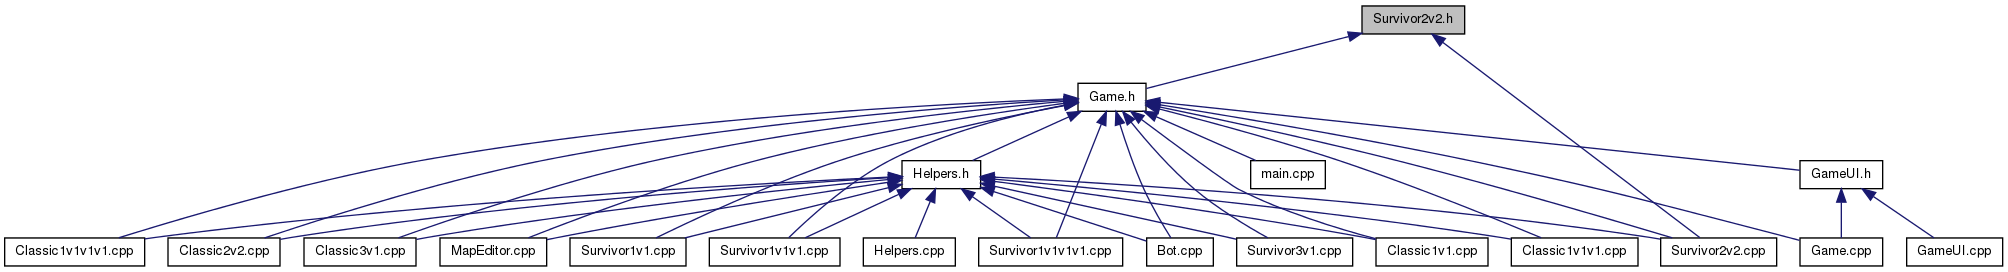 Survivor2v2.h
Game.h
Helpers.h
main.cpp
GameUI.h
Classic1v1v1v1.cpp
Classic2v2.cpp
Classic3v1.cpp
MapEditor.cpp
Survivor1v1.cpp
Survivor1v1v1.cpp
Helpers.cpp
Survivor1v1v1v1.cpp
Bot.cpp
Survivor3v1.cpp
Classic1v1.cpp
Classic1v1v1.cpp
Survivor2v2.cpp
Game.cpp
GameUI.cpp